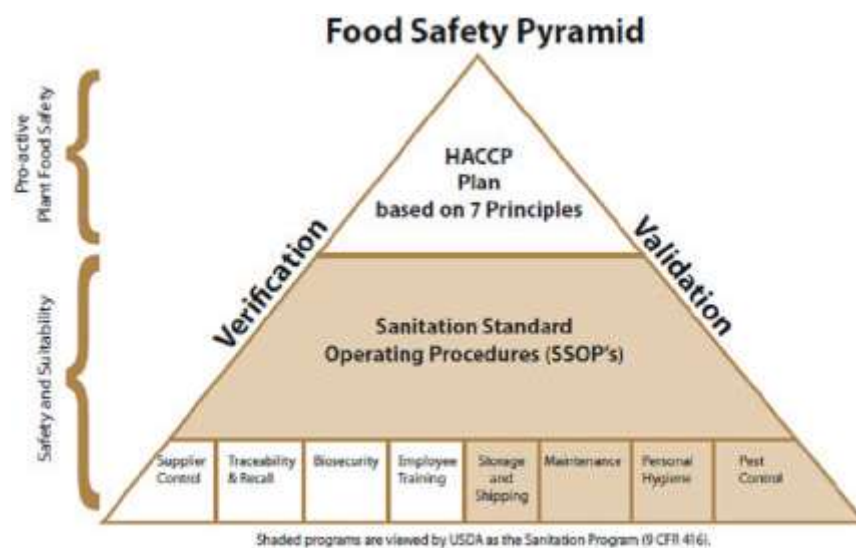 Food Safety Pyramid
Pro-active
Plant Food Safety
HACCP
Plan
based on 7 Principles
Verification
Validation
Safety and Suitability
Sanitation Standard
Operating Procedures (SSOP's)
Supplier
Control
Traceability
& Recall
Biosecurity
Employee
Training
Storage
and
Shipping
Maintenance
Personal
Hygiene
Pest
Control
Shaded programs are viewed by USDA as the Sanitation Program (9 CFR 416).